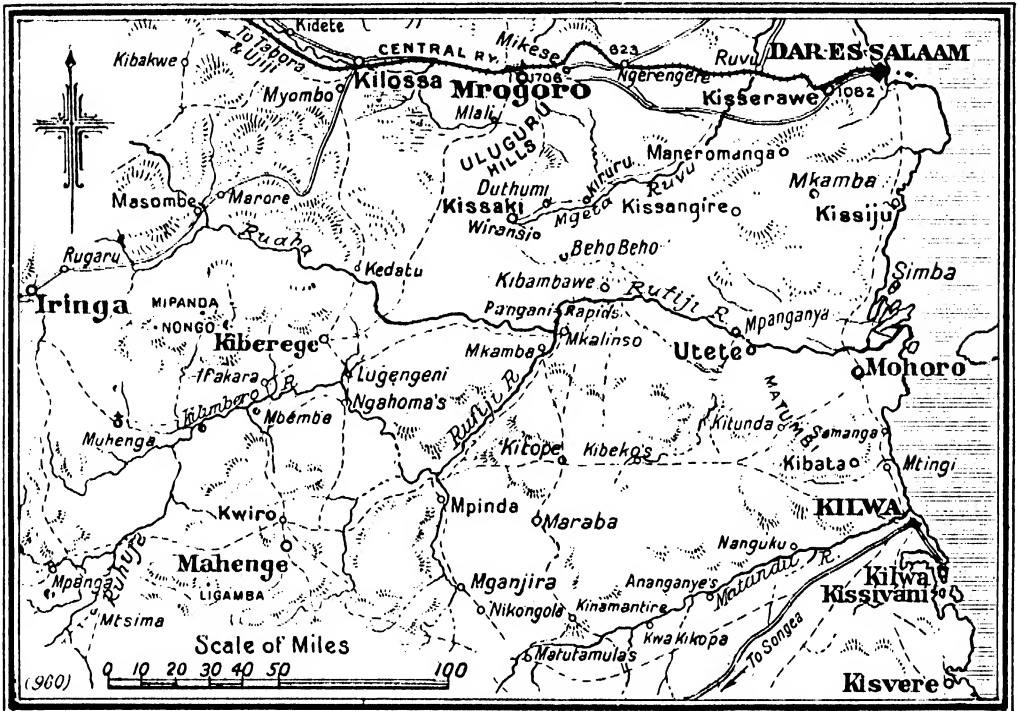 Kidete
To Tabora
& Ujiji
CENTRAL RY.
Mikese
823
Ruvu
DAR-ES-SALAAM
Kibakwe
Kilossa
1706
Mrogoro
Ngerengere
Kisserawe
1082
Myombo
Mlali
ULUGURU
HILLS
Maneromanga
Kiruru
Ruvu
Duthumi
Mkamba
Masombe
Marore
Kissaki
Mgeta
Kissangire
Kissiju
Wiransi
Ruaha
Beho Beho
Rugaru
Kedatu
Simba
Kibambawe
Iringa
MIPANDA
NONGO
Pangani Rapids
Rufiji R.
Mpanganya
Kiberege
Mkamba
Mkalinso
Utete
Mohoro
Ifakara
Lugengeni
Kilimbero R.
Mbemba
Ngahoma's
Rufiji R
MATUMBI
Muhenga
Kitunda
Samanga
Kitope
Kibeko's
Kibata
Mtingi
Mpinda
KILWA
Kwiro
Maraba
Nanguku
Ruhuje
Mahenge
Matandu R
Mpanga
Mganjira
Ananganye's
Kilwa
Kissivani
LIGAMBA
Nikongola
Kinamantire
Mtsima
Kwa Kikopa
To Songea
Scale of Miles
Matutamula's
(960)
0 10 20 30 40 50 100
Kisvere